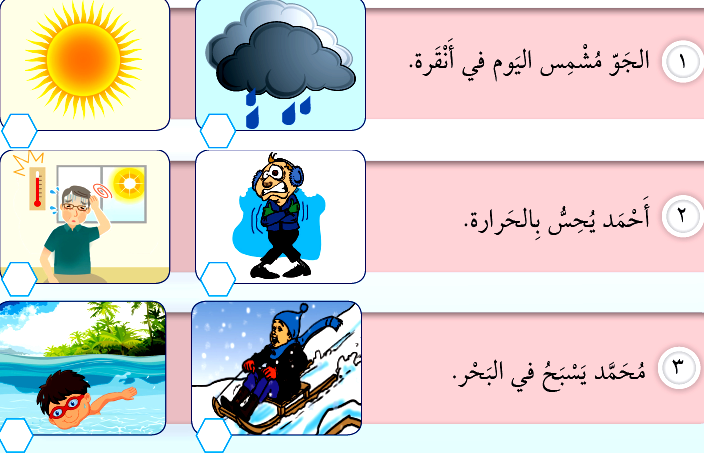 ١ الجَوّ مُشْمِس اليَوم في أَنْقَرة.
٢ أَحْمَد يُحِسُّ بِالحَرارة.
٣ مُحَمَّد يَسْبَحُ في البَحْر.